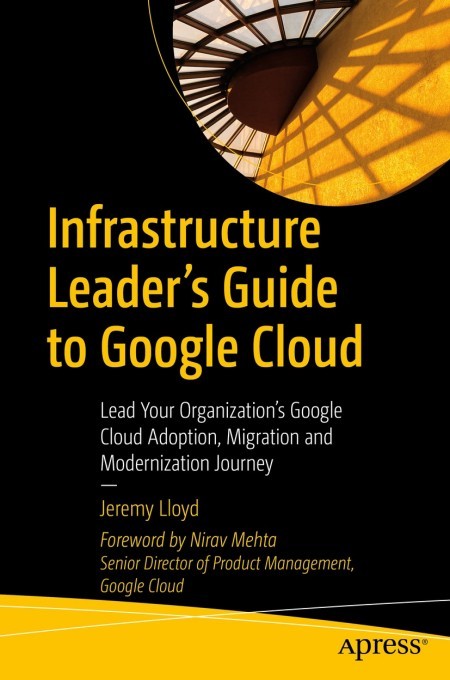 Infrastructure
Leader’s Guide
to Google Cloud
Lead Your Organization’s Google
Cloud Adoption, Migration and
Modernization Journey
—
Jeremy Lloyd
Foreword by Nirav Mehta
Senior Director of Product Management,
Google Cloud
Apress®